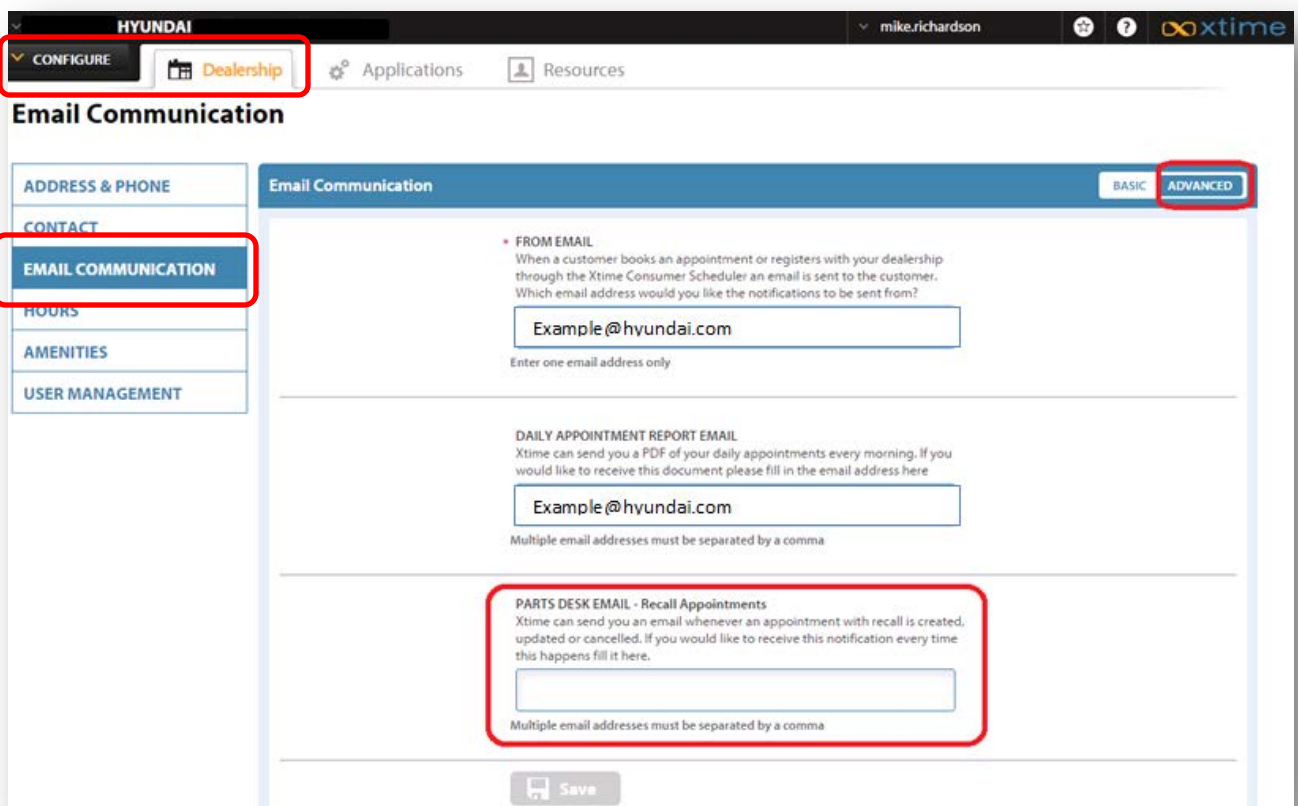 HYUNDAI
mike.richardson
? xtime
CONFIGURE
Dealership
Applications
Resources
Email Communication
ADDRESS & PHONE
CONTACT
EMAIL COMMUNICATION
HOURS
AMENITIES
USER MANAGEMENT
Email Communication
BASIC
ADVANCED
* FROM EMAIL
When a customer books an appointment or registers with your dealership
through the Xtime Consumer Scheduler an email is sent to the customer.
Which email address would you like the notifications to be sent from?
Example@hyundai.com
Enter one email address only
DAILY APPOINTMENT REPORT EMAIL
Xtime can send you a PDF of your daily appointments every morning. If you
would like to receive this document please fill in the email address here
Example@hyundai.com
Multiple email addresses must be separated by a comma
PARTS DESK EMAIL - Recall Appointments
Xtime can send you an email whenever an appointment with recall is created,
updated or cancelled. If you would like to receive this notification every time
this happens fill it here.
Multiple email addresses must be separated by a comma
Save